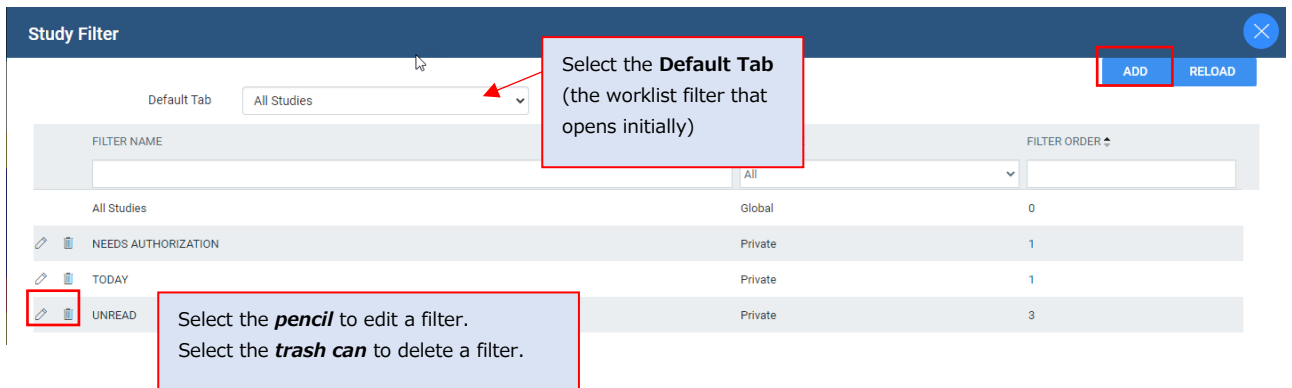 Study Filter
Select the Default Tab
(the worklist filter that
opens initially)
ADD
RELOAD
Default Tab
All Studies
FILTER NAME
FILTER ORDER
All
All Studies
Global
0
NEEDS AUTHORIZATION
Private
1
TODAY
Private
1
UNREAD
Private
3
Select the pencil to edit a filter.
Select the trash can to delete a filter.